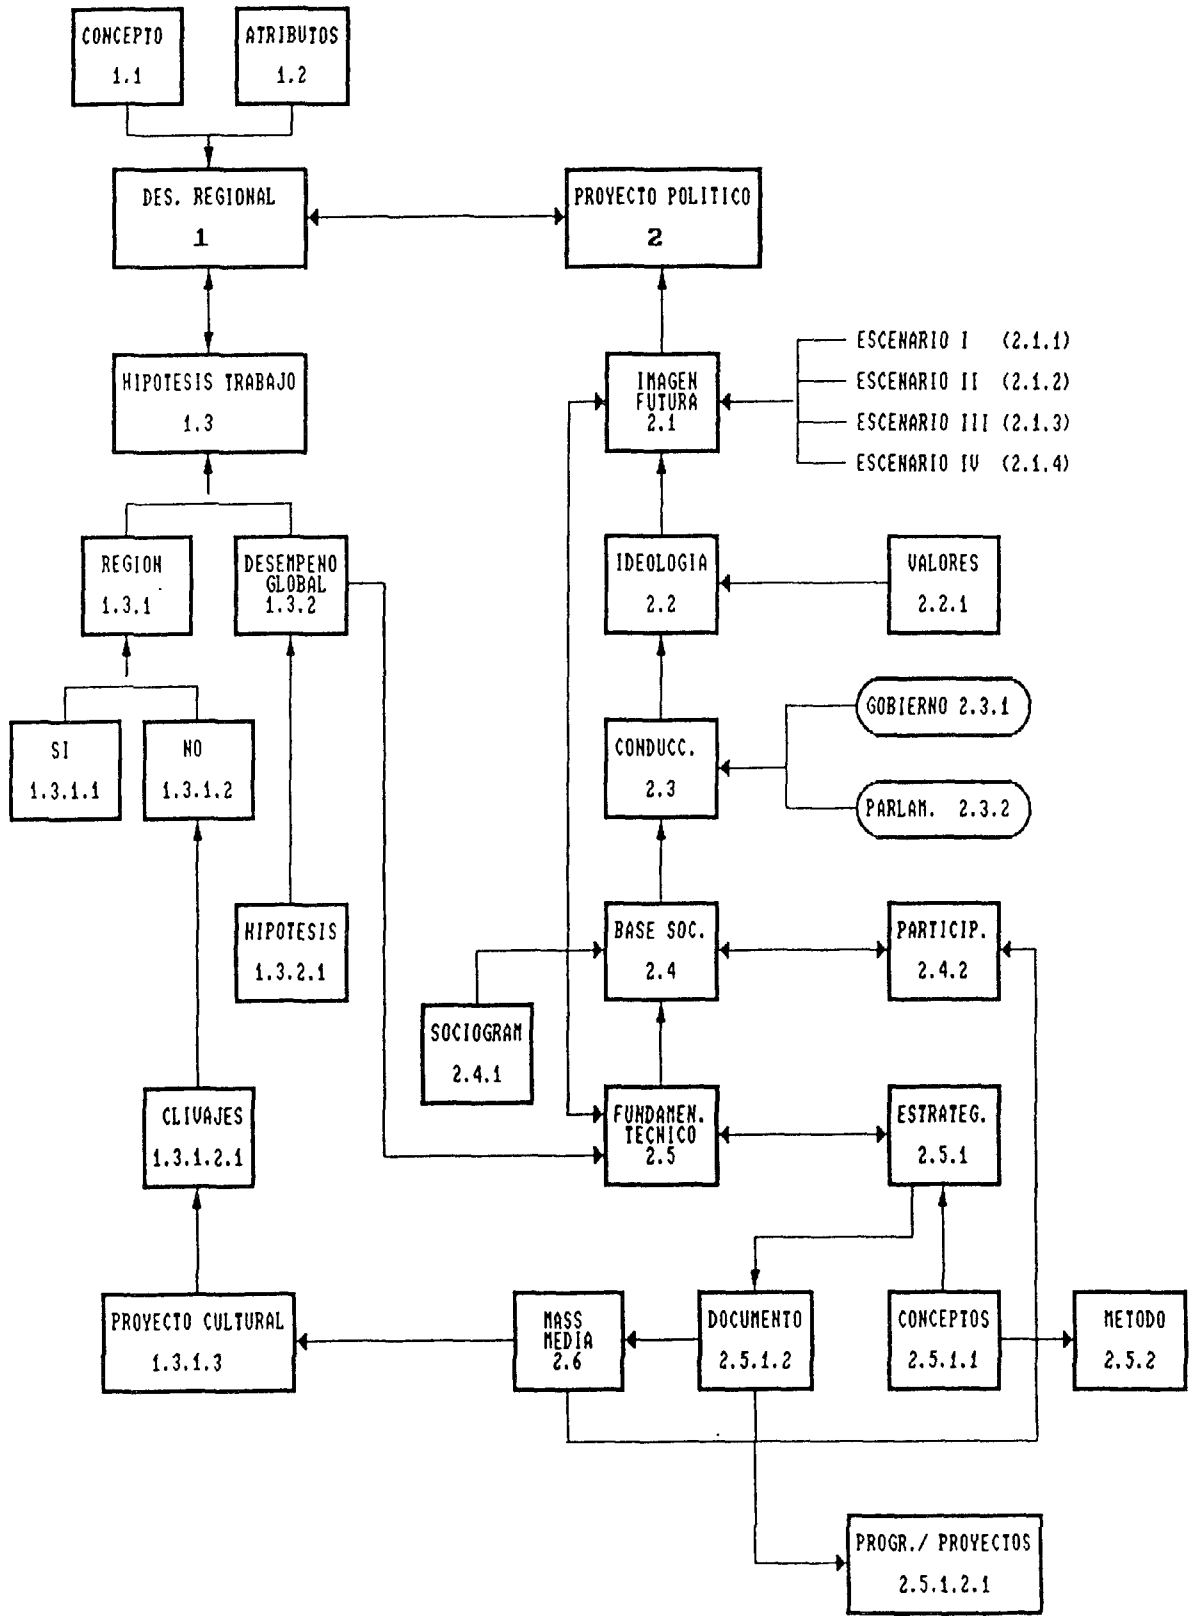 CONCEPTO
1.1
ATRIBUTOS
1.2
DES. REGIONAL
1
PROYECTO POLITICO
2
HIPOTESIS TRABAJO
1.3
IMAGEN
FUTURA
2.1
ESCENARIO I (2.1.1)
ESCENARIO II (2.1.2)
ESCENARIO III (2.1.3)
ESCENARIO IV (2.1.4)
REGION
1.3.1
DESEMPENO
GLOBAL
1.3.2
IDEOLOGIA
2.2
VALORES
2.2.1
SI
1.3.1.1
NO
1.3.1.2
CONDUCC.
2.3
GOBIERNO 2.3.1
PARLAM. 2.3.2
HIPOTESIS
1.3.2.1
BASE SOC.
2.4
PARTICIP.
2.4.2
SOCIOGRAM
2.4.1
CLIVAJES
1.3.1.2.1
FUNDAMEN.
TECNICO
2.5
ESTRATEG.
2.5.1
PROYECTO CULTURAL
1.3.1.3
MASS
MEDIA
2.6
DOCUMENTO
2.5.1.2
CONCEPTOS
2.5.1.1
METODO
2.5.2
PROGR./ PROYECTOS
2.5.1.2.1